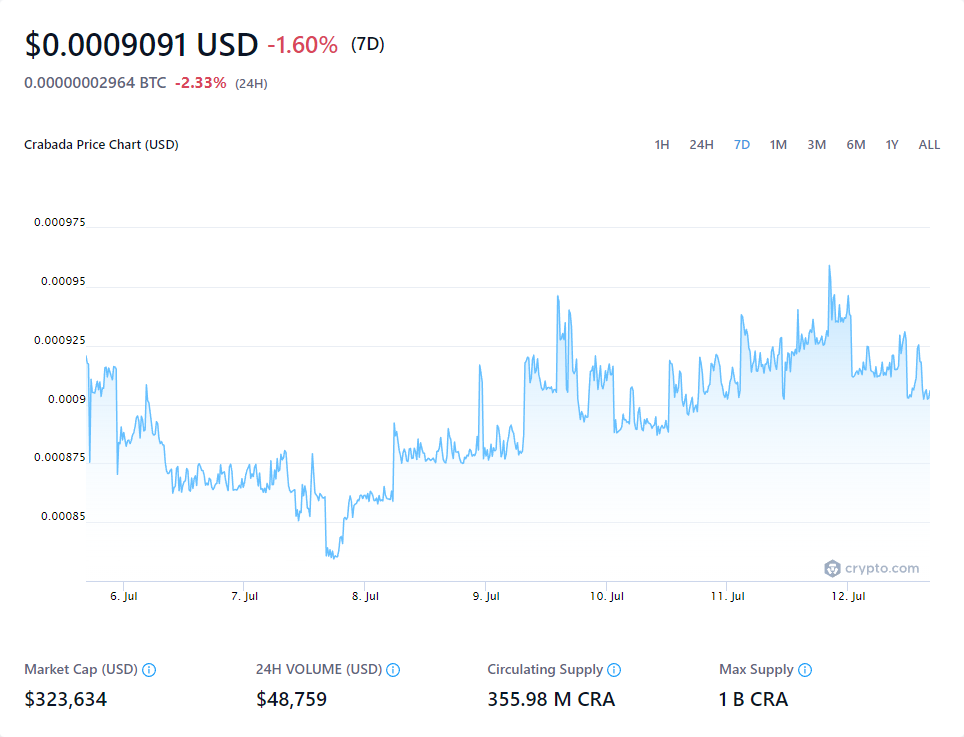 $0.0009091 USD -1.60% (7D)
0.00000002964 BTC -2.33% (24H)
Crabada Price Chart (USD) 1H 24H 7D 1M 3M 6M 1Y ALL
0.000975
0.00095
0.000925
0.0009
0.000875
0.00085
crypto.com
6. Jul 7. Jul 8. Jul 9. Jul 10. Jul 11. Jul 12. Jul
Market Cap (USD) 24H VOLUME (USD) Circulating Supply Max Supply
$323,634 $48,759 355.98 M CRA 1 B CRA